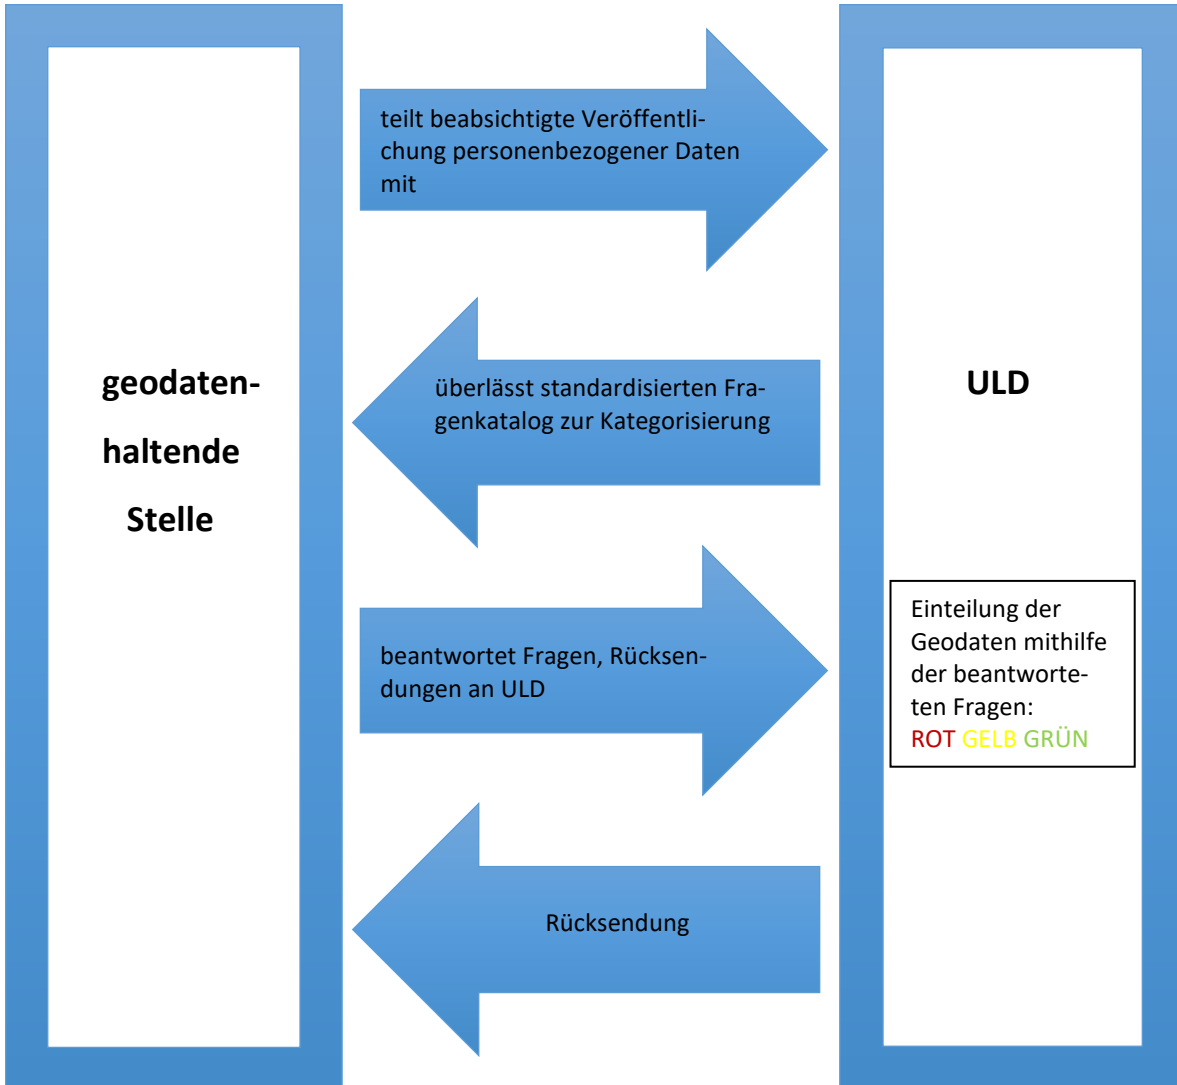 teilt beabsichtigte Veröffentli-
chung personenbezogener Daten
mit
geodaten-
haltende
Stelle
überlässt standardisierten Fra-
genkatalog zur Kategorisierung
ULD
beantwortet Fragen, Rücksen-
dungen an ULD
Einteilung der
Geodaten mithilfe
der beantworte-
ten Fragen:
ROT GELB GRÜN
Rücksendung